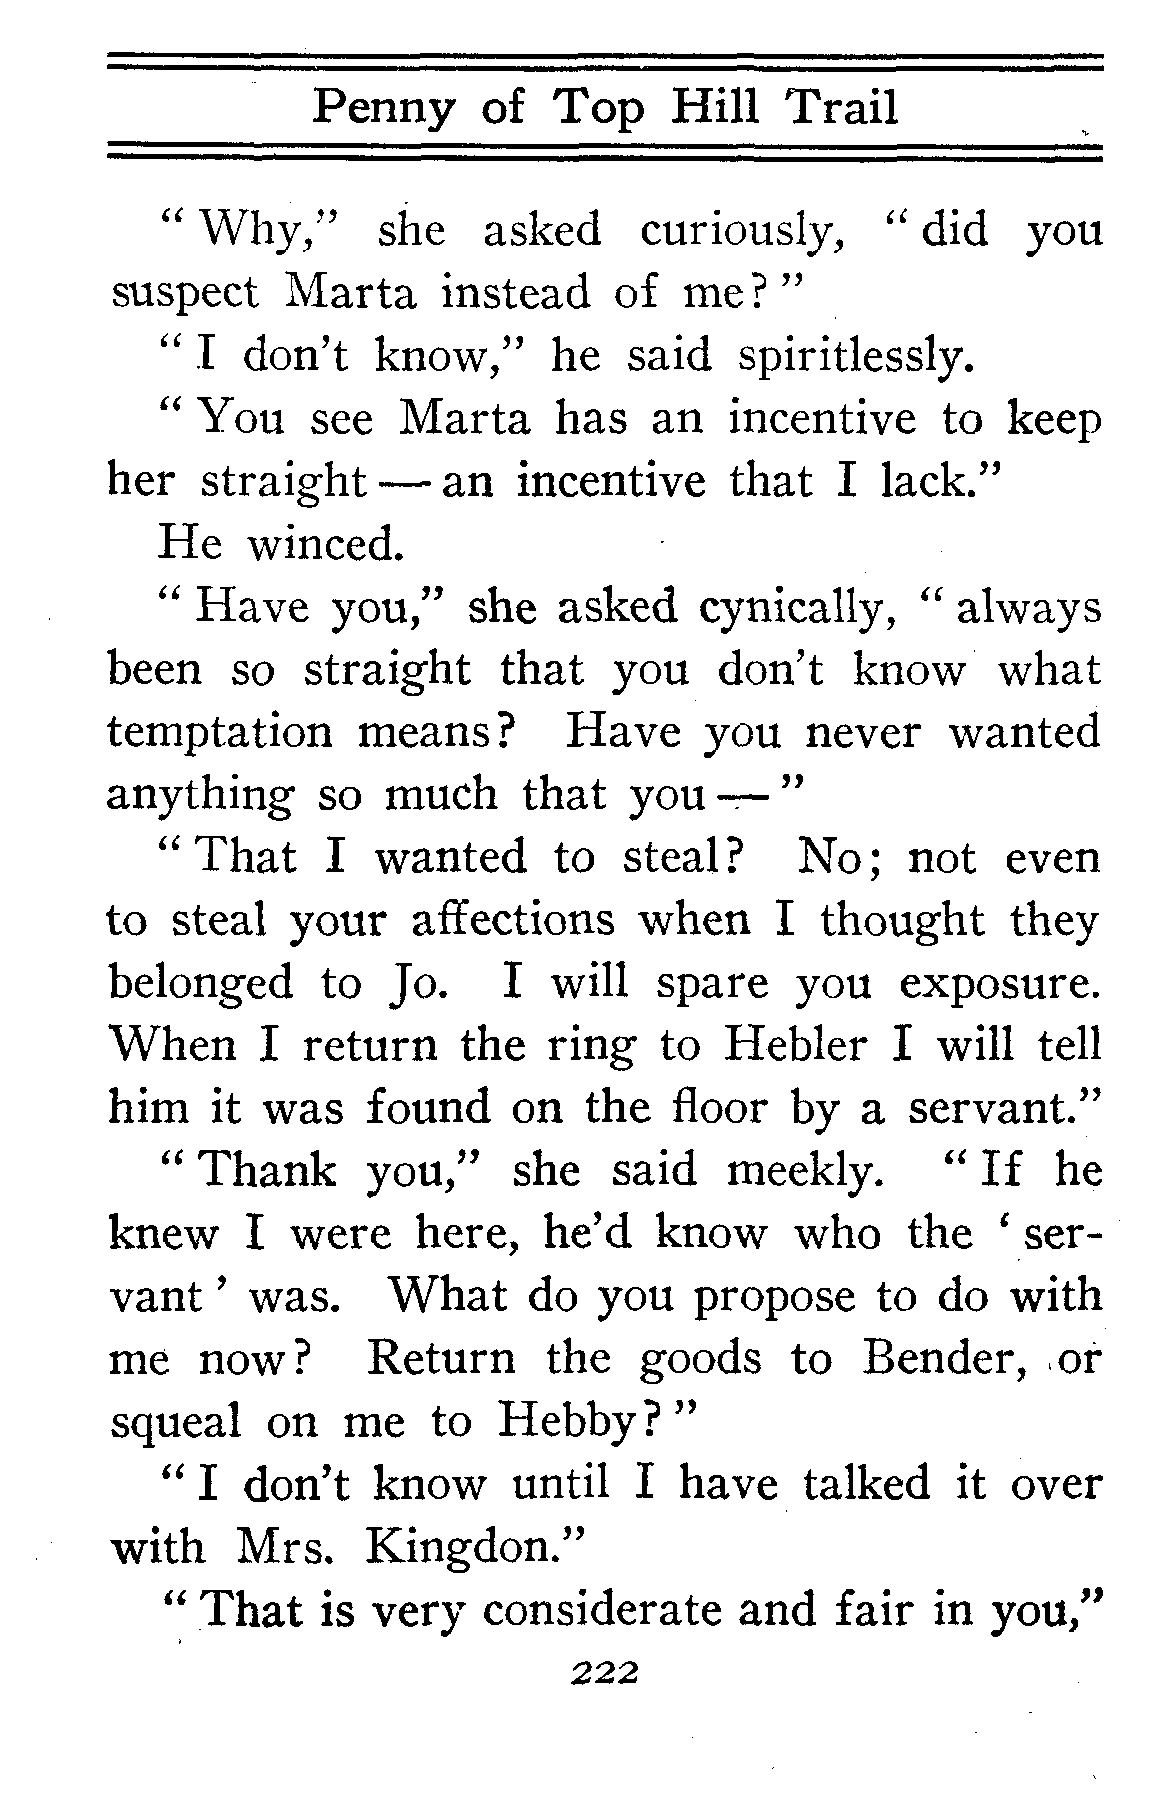 Penny of Top Hill Trail
" Why," she asked curiously, " did you
suspect Marta instead of me? "
" I don't know," he said spiritlessly.
" You see Marta has an incentive to keep
her straight — an incentive that I lack."
He winced.
" Have you," she asked cynically, " always
been so straight that you don't know what
temptation means? Have you never wanted
anything so much that you — "
" That I wanted to steal? No; not even
to steal your affections when I thought they
belonged to Jo. I will spare you exposure.
When I return the ring to Hebler I will tell
him it was found on the floor by a servant."
" Thank you," she said meekly. " If he
knew I were here, he'd know who the ' ser-
vant ' was. What do you propose to do with
me now? Return the goods to Bender, or
squeal on me to Hebby? "
" I don't know until I have talked it over
with Mrs. Kingdon."
" That is very considerate and fair in you,"
222